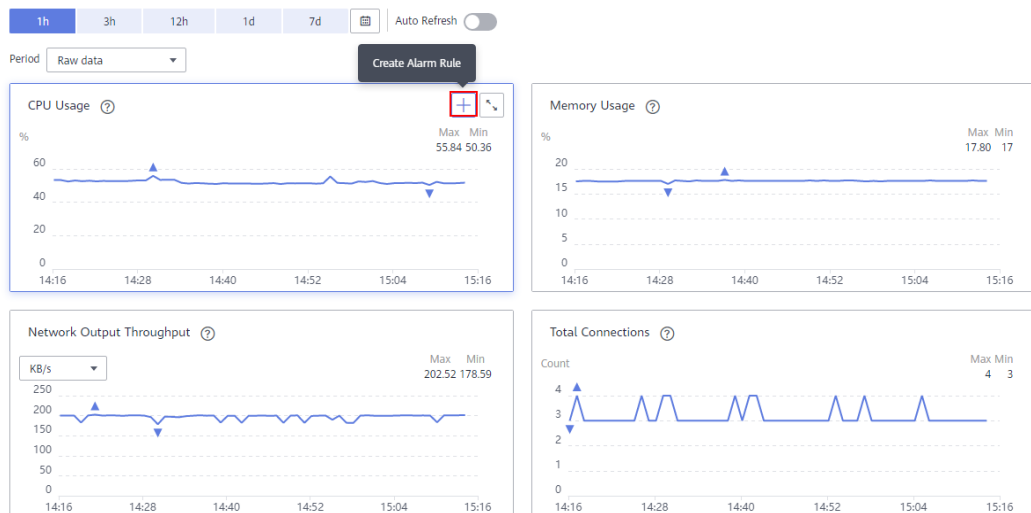 1h 3h 12h 1d 7d Auto Refresh
Period Raw data
Create Alarm Rule
CPU Usage ?
%
Max Min
55.84 50.36
60
40
20
0
14:16 14:28 14:40 14:52 15:04 15:16
Memory Usage ?
%
Max Min
17.80 17
20
15
10
5
0
14:16 14:28 14:40 14:52 15:04 15:16
Network Output Throughput ?
KB/s
Max Min
202.52 178.59
250
200
150
100
50
0
14:16 14:28 14:40 14:52 15:04 15:16
Total Connections ?
Count
Max Min
4 3
4
3
2
1
0
14:16 14:28 14:40 14:52 15:04 15:16